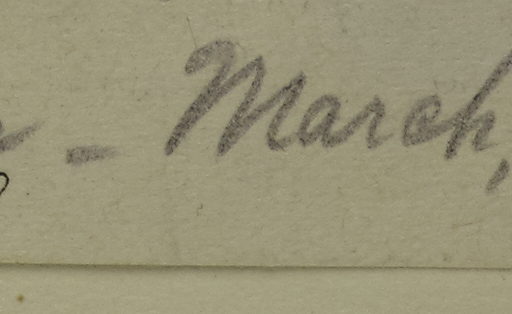 - March,